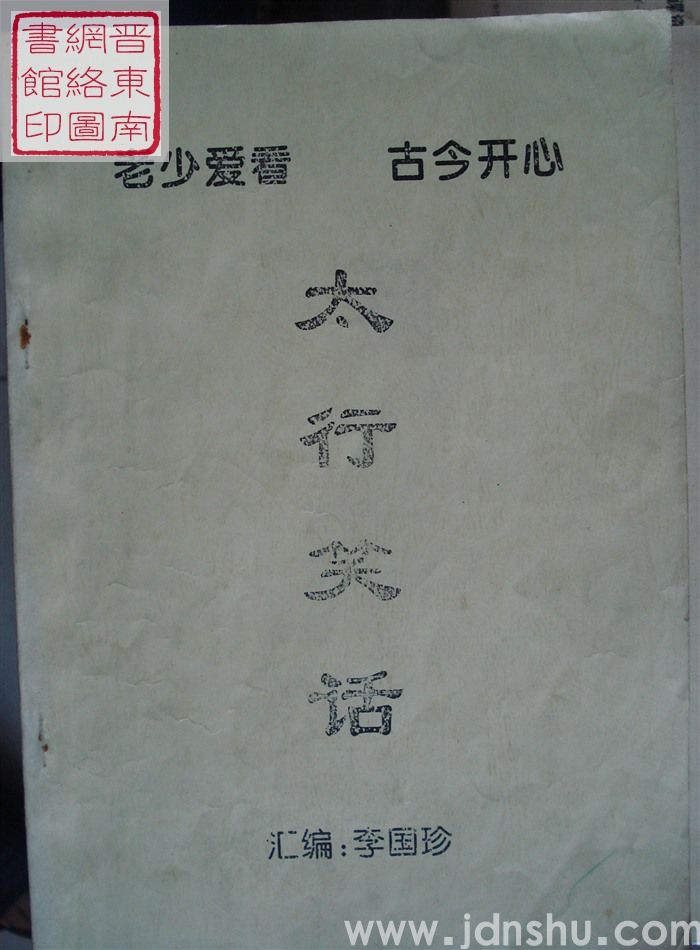 晋東南
網絡圖
書館印
老少爱看 古今开心
太
行
笑
话
汇编：李国珍
www.jdnshu.com